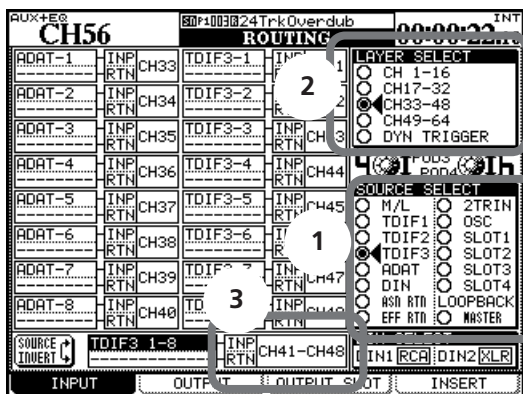 AUX+EQ
CH56
24TrkOverdub
ROUTING
INT
ADAT-1 INP RTN CH33 TDIF3-1
ADAT-2 INP RTN CH34 TDIF3-2
ADAT-3 INP RTN CH35 TDIF3-3 INP RTN
ADAT-4 INP RTN CH36 TDIF3-4 INP RTN CH44
ADAT-5 INP RTN CH37 TDIF3-5 INP CH45
ADAT-6 INP RTN CH38 TDIF3-6
ADAT-7 INP RTN CH39
ADAT-8 INP RTN CH40
LAYER SELECT
CH 1-16
CH17-32
CH33-48
CH49-64
DYN TRIGGER
2
SOURCE SELECT
M/L 2TRIN
TDIF1 OSC
TDIF2 SLOT1
TDIF3 SLOT2
ADAT SLOT3
DIN SLOT4
ASN RTN LOOPBACK
EFF RTN MASTER
1
3
SOURCE INVERT
TDIF3 1-8 INP RTN CH41-CH48
DIN1 RCA DIN2 XLR
INPUT OUTPUT OUTPUT SLOT INSERT